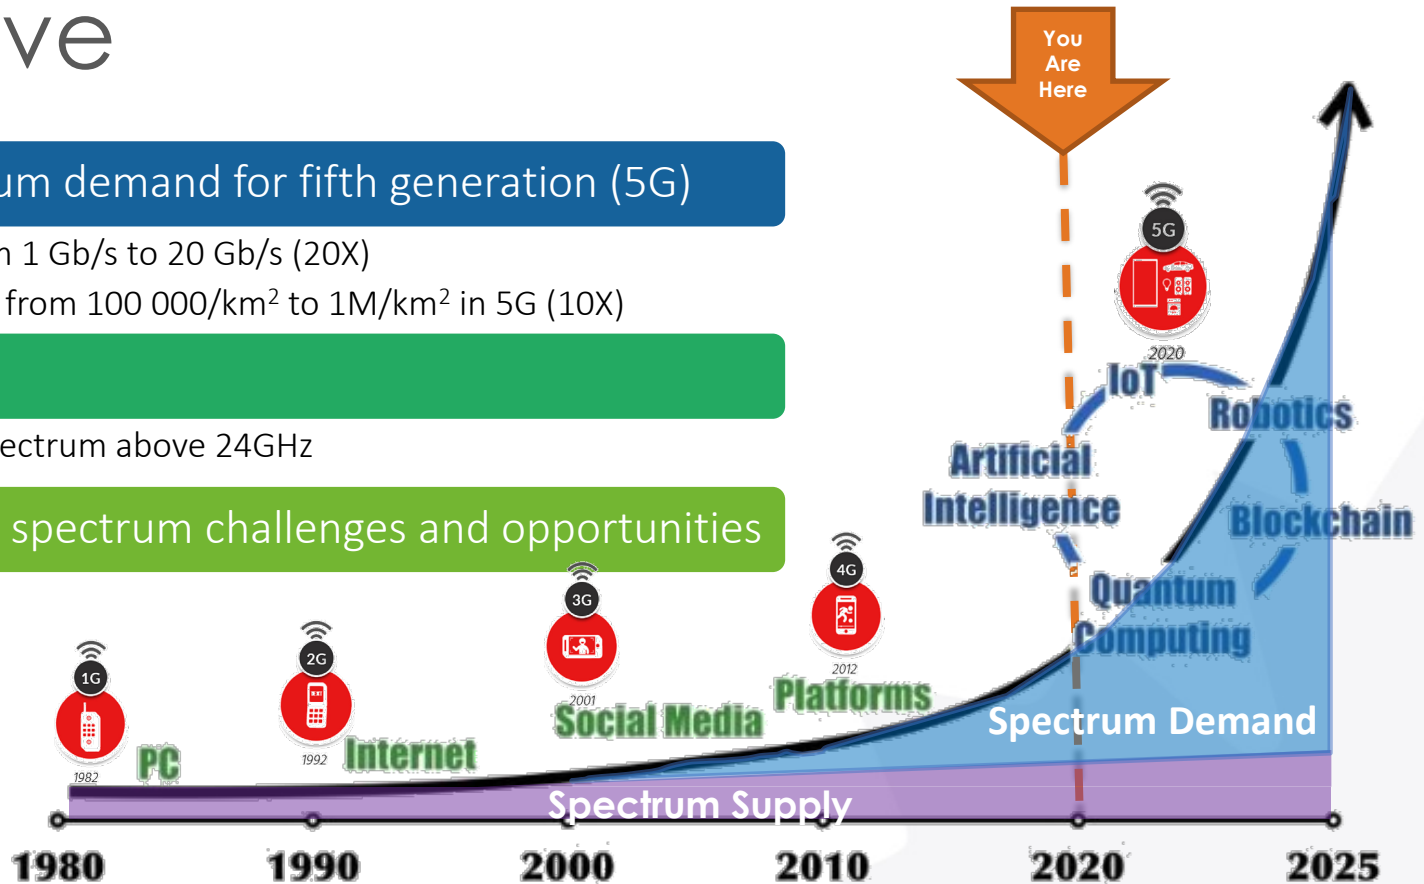 ve
You
Are
Here
um demand for fifth generation (5G)
n 1 Gb/s to 20 Gb/s (20X)
from 100 000/km² to 1M/km² in 5G (10X)
pectrum above 24GHz
spectrum challenges and opportunities
5G
2020
IoT
Robotics
Artificial
Intelligence
Blockchain
Quantum
Computing
4G
2012
Platforms
3G
2001
Social Media
2G
1992
Internet
1G
1982
PC
Spectrum Demand
Spectrum Supply
1980
1990
2000
2010
2020
2025